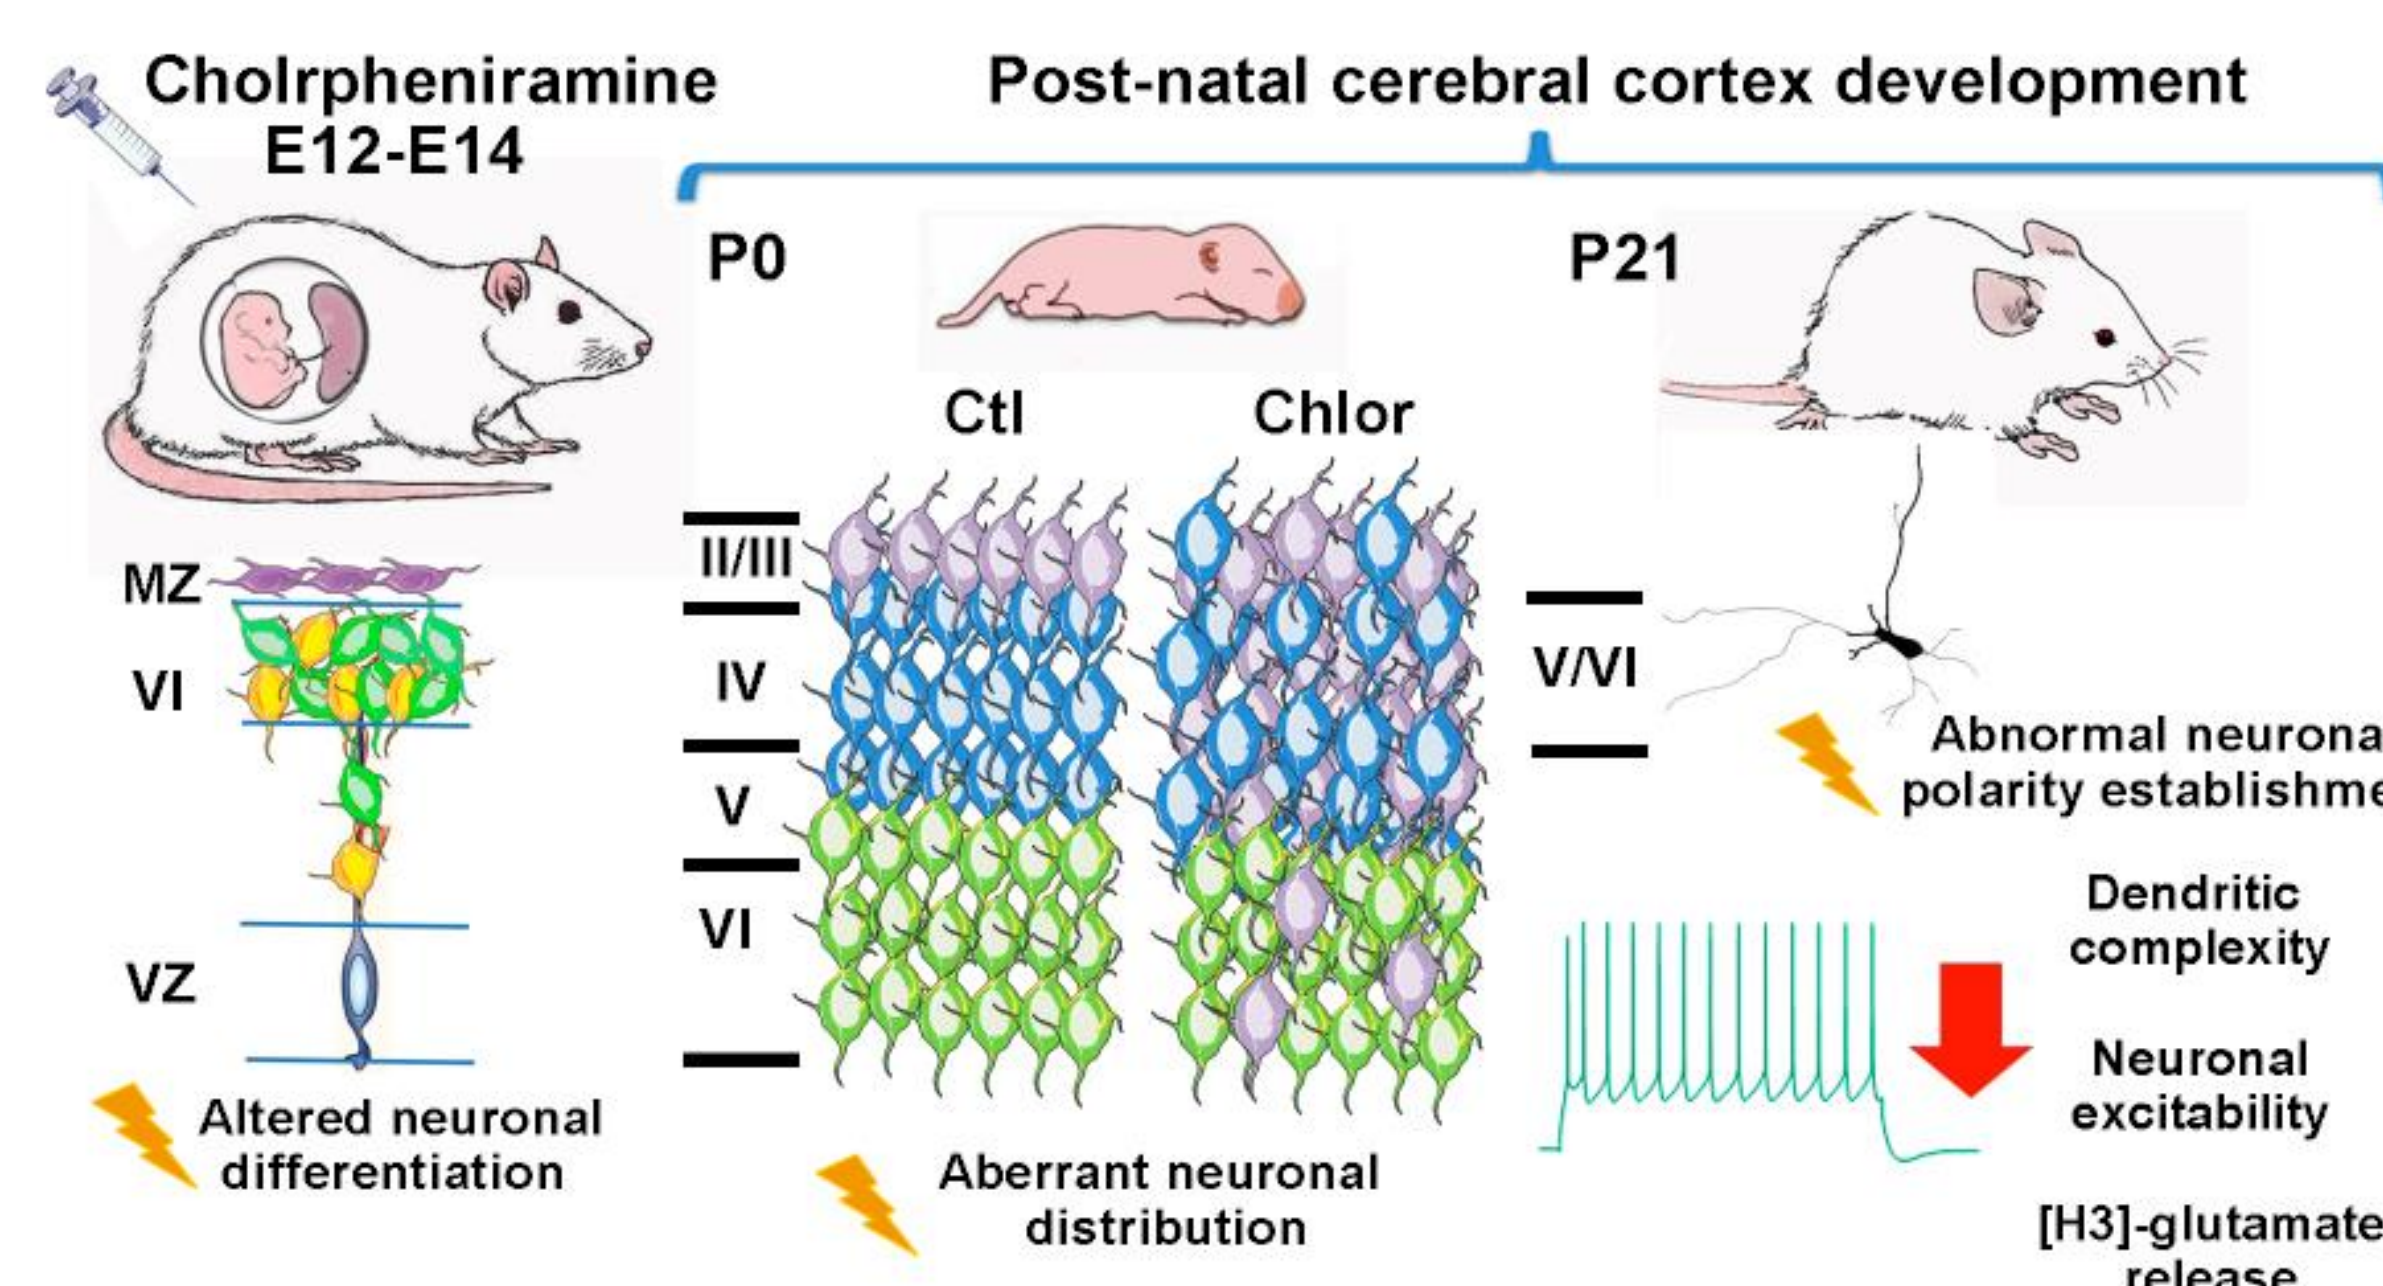 Cholrpheniramine
E12-E14
Post-natal cerebral cortex development
P0
P21
Ctl
Chlor
MZ
VI
VZ
II/III
IV
V
VI
V/VI
Altered neuronal
differentiation
Aberrant neuronal
distribution
Abnormal neurona
polarity establishme
Dendritic
complexity
Neuronal
excitability
[H3]-glutamate
release